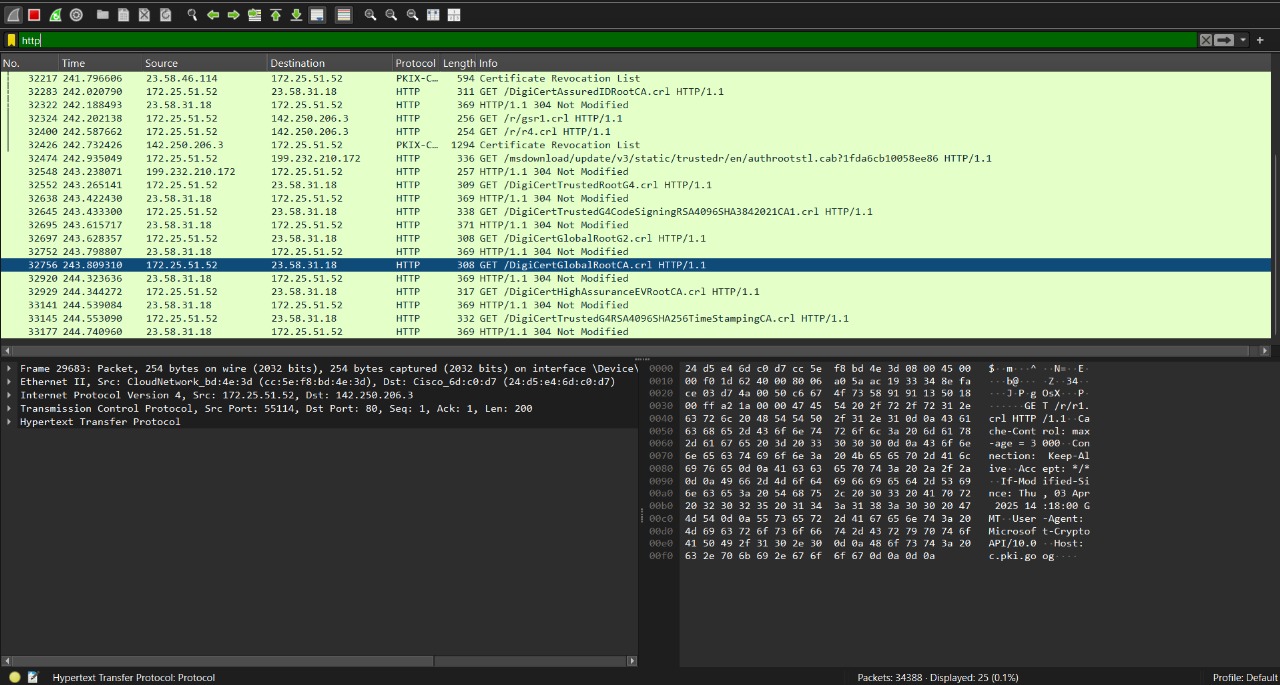 http
No. Time Source Destination Protocol Length Info
32217 241.796606 23.58.46.114 172.25.51.52 PKIX-C… 594 Certificate Revocation List
32283 242.020790 172.25.51.52 23.58.31.18 HTTP 311 GET /DigiCertAssuredIDRootCA.crl HTTP/1.1
32322 242.188493 23.58.31.18 172.25.51.52 HTTP 369 HTTP/1.1 304 Not Modified
32324 242.202138 172.25.51.52 142.250.206.3 HTTP 256 GET /r/gsr1.crl HTTP/1.1
32400 242.587662 172.25.51.52 142.250.206.3 HTTP 254 GET /r/r4.crl HTTP/1.1
32426 242.732426 142.250.206.3 172.25.51.52 PKIX-C… 1294 Certificate Revocation List
32474 242.935049 172.25.51.52 199.232.210.172 HTTP 336 GET /msdownload/update/v3/static/trustedr/en/authrootstl.cab?1fda6cb10058ee86 HTTP/1.1
32548 243.238071 199.232.210.172 172.25.51.52 HTTP 257 HTTP/1.1 304 Not Modified
32552 243.265141 172.25.51.52 23.58.31.18 HTTP 309 GET /DigiCertTrustedRootG4.crl HTTP/1.1
32638 243.422430 23.58.31.18 172.25.51.52 HTTP 369 HTTP/1.1 304 Not Modified
32645 243.433300 172.25.51.52 23.58.31.18 HTTP 338 GET /DigiCertTrustedG4CodeSigningRSA4096SHA3842021CA1.crl HTTP/1.1
32695 243.615717 23.58.31.18 172.25.51.52 HTTP 371 HTTP/1.1 304 Not Modified
32697 243.628357 172.25.51.52 23.58.31.18 HTTP 308 GET /DigiCertGlobalRootG2.crl HTTP/1.1
32752 243.798807 23.58.31.18 172.25.51.52 HTTP 369 HTTP/1.1 304 Not Modified
32756 243.809310 172.25.51.52 23.58.31.18 HTTP 308 GET /DigiCertGlobalRootCA.crl HTTP/1.1
32920 244.323636 23.58.31.18 172.25.51.52 HTTP 369 HTTP/1.1 304 Not Modified
32929 244.344272 172.25.51.52 23.58.31.18 HTTP 317 GET /DigiCertHighAssuranceEVRootCA.crl HTTP/1.1
33141 244.539084 23.58.31.18 172.25.51.52 HTTP 369 HTTP/1.1 304 Not Modified
33145 244.553090 172.25.51.52 23.58.31.18 HTTP 332 GET /DigiCertTrustedG4RSA4096SHA256TimeStampingCA.crl HTTP/1.1
33177 244.740960 23.58.31.18 172.25.51.52 HTTP 369 HTTP/1.1 304 Not Modified
Frame 29683: Packet, 254 bytes on wire (2032 bits), 254 bytes captured (2032 bits) on interface \Device\
Ethernet II, Src: CloudNetwork_bd:4e:3d (cc:5e:f8:bd:4e:3d), Dst: Cisco_6d:c0:d7 (24:d5:e4:6d:c0:d7)
Internet Protocol Version 4, Src: 172.25.51.52, Dst: 142.250.206.3
Transmission Control Protocol, Src Port: 55114, Dst Port: 80, Seq: 1, Ack: 1, Len: 200
Hypertext Transfer Protocol
0000 24 d5 e4 6d c0 d7 cc 5e f8 bd 4e 3d 08 00 45 00 $··m···^ ··N=··E·
0010 00 f0 1d 62 40 00 80 06 a0 5a ac 19 33 34 8e fa ···b@··· ·Z··34··
0020 ce 03 d7 4a 00 50 c6 67 4f 73 58 91 91 13 50 18 ···J·P·g OsX···P·
0030 00 ff a2 1a 00 00 47 45 54 20 2f 72 2f 72 31 2e ······GE T /r/r1.
0040 63 72 6c 20 48 54 54 50 2f 31 2e 31 0d 0a 43 61 crl HTTP /1.1··Ca
0050 63 68 65 2d 43 6f 6e 74 72 6f 6c 3a 20 6d 61 78 che-Cont rol: max
0060 2d 61 67 65 20 3d 20 33 30 30 30 0d 0a 43 6f 6e -age = 3 000··Con
0070 6e 65 63 74 69 6f 6e 3a 20 4b 65 65 70 2d 41 6c nection: Keep-Al
0080 69 76 65 0d 0a 41 63 63 65 70 74 3a 20 2a 2f 2a ive··Acc ept: */*
0090 0d 0a 49 66 2d 4d 6f 64 69 66 69 65 64 2d 53 69 ··If-Mod ified-Si
00a0 6e 63 65 3a 20 54 68 75 2c 20 30 33 20 41 70 72 nce: Thu , 03 Apr
00b0 20 32 30 32 35 20 31 34 3a 31 38 3a 30 30 20 47 2025 14 :18:00 G
00c0 4d 54 0d 0a 55 73 65 72 2d 41 67 65 6e 74 3a 20 MT··User -Agent:
00d0 4d 69 63 72 6f 73 6f 66 74 2d 43 72 79 70 74 6f Microsof t-Crypto
00e0 41 50 49 2f 31 30 2e 30 0d 0a 48 6f 73 74 3a 20 API/10.0 ··Host:
00f0 63 2e 70 6b 69 2e 67 6f 6f 67 0d 0a 0d 0a c.pki.go og····
Hypertext Transfer Protocol: Protocol
Packets: 34388 · Displayed: 25 (0.1%)
Profile: Default